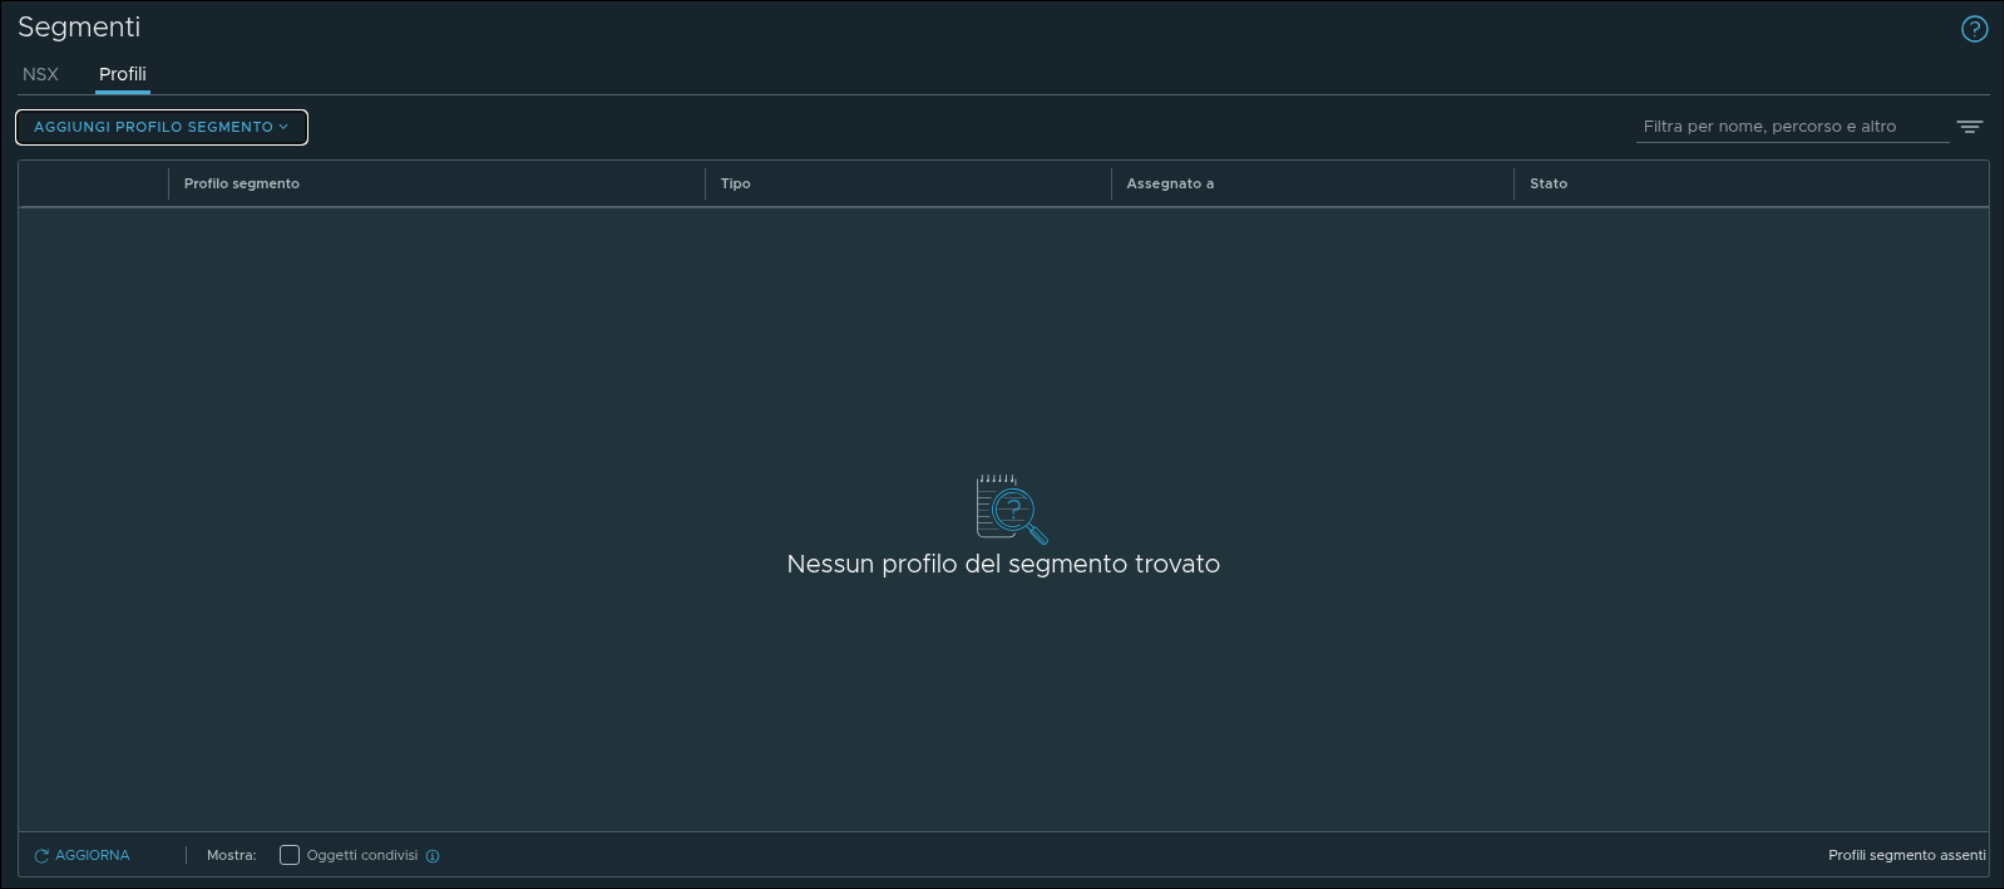 Segmenti
NSX Profili
AGGIUNGI PROFILO SEGMENTO
Filtra per nome, percorso e altro
Profilo segmento Tipo Assegnato a Stato
Nessun profilo del segmento trovato
AGGIORNA Mostra: Oggetti condivisi Profili segmento assenti